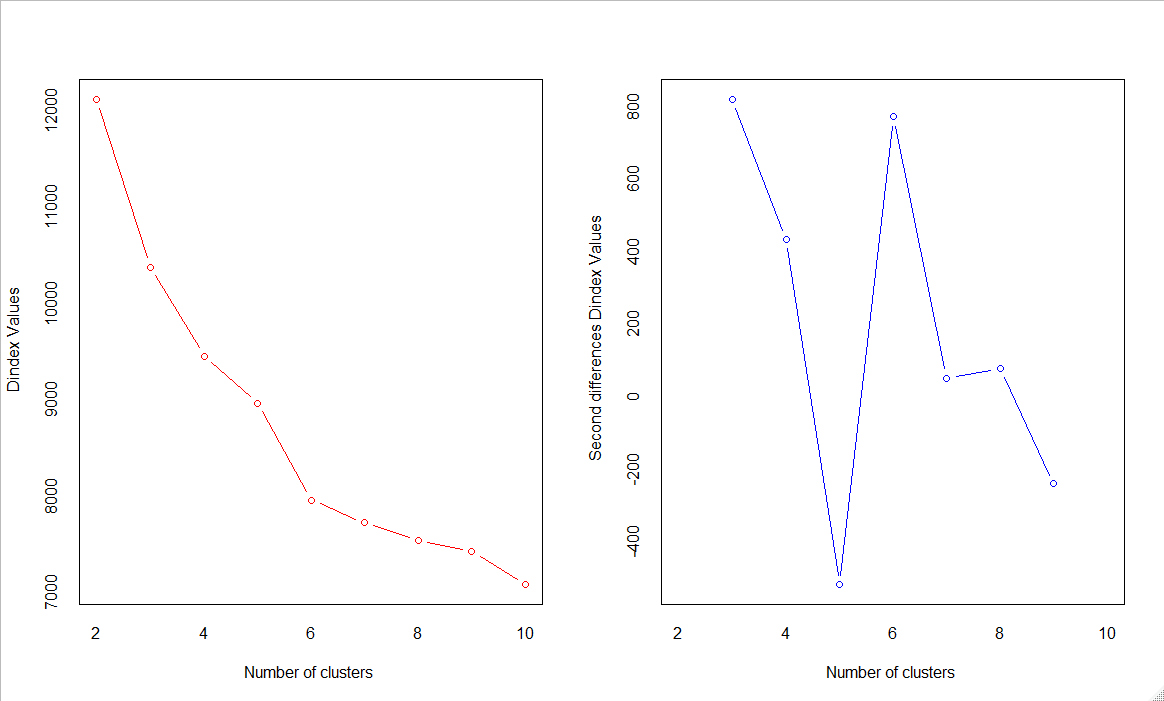 Dindex Values
12000
11000
10000
9000
8000
7000
2 4 6 8 10
Number of clusters
Second differences Dindex Values
800
600
400
200
0
-200
-400
2 4 6 8 10
Number of clusters